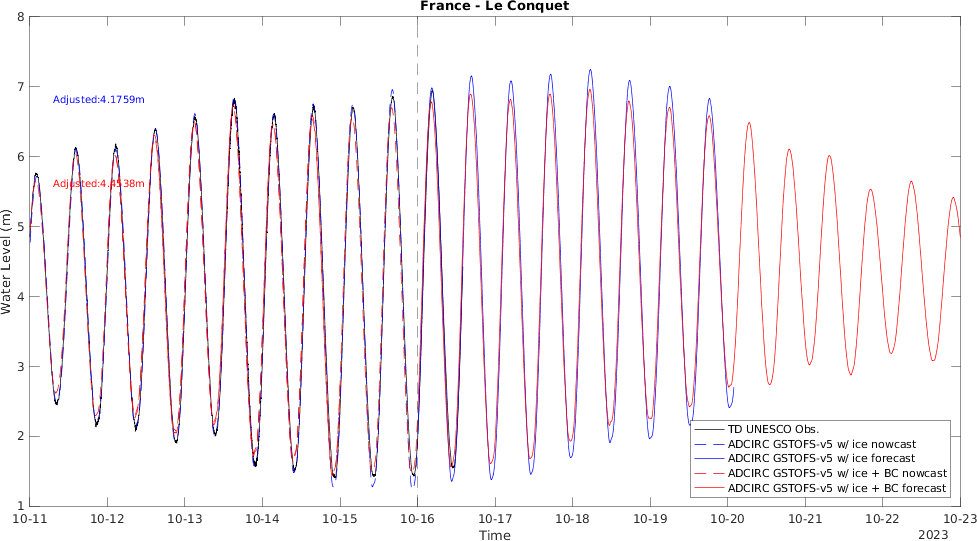 France - Le Conquet
8
7
6
5
4
3
2
1
Water Level (m)
Adjusted:4.1759m
Adjusted:4.4538m
TD UNESCO Obs.
ADCIRC GSTOFS-v5 w/ ice nowcast
ADCIRC GSTOFS-v5 w/ ice forecast
ADCIRC GSTOFS-v5 w/ ice + BC nowcast
ADCIRC GSTOFS-v5 w/ ice + BC forecast
10-11 10-12 10-13 10-14 10-15 10-16 10-17 10-18 10-19 10-20 10-21 10-22 10-23
Time
2023